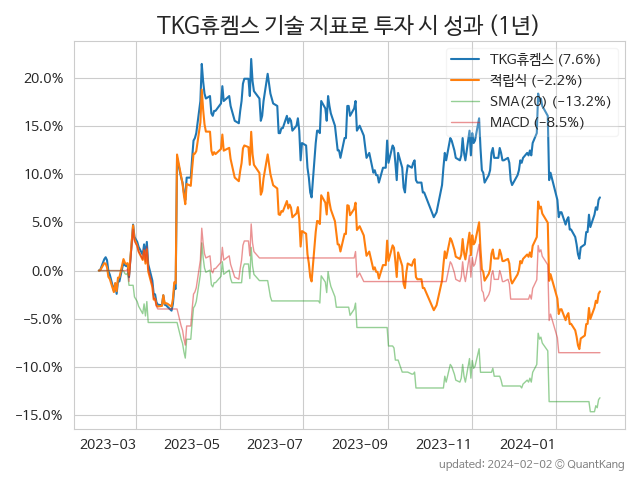 TKG휴켐스 기술 지표로 투자 시 성과 (1년)
TKG휴켐스 (7.6%)
적립식 (−2.2%)
SMA(20) (−13.2%)
MACD (−8.5%)
20.0%
15.0%
10.0%
5.0%
0.0%
−5.0%
−10.0%
−15.0%
2023-03 2023-05 2023-07 2023-09 2023-11 2024-01
updated: 2024-02-02 © QuantKang